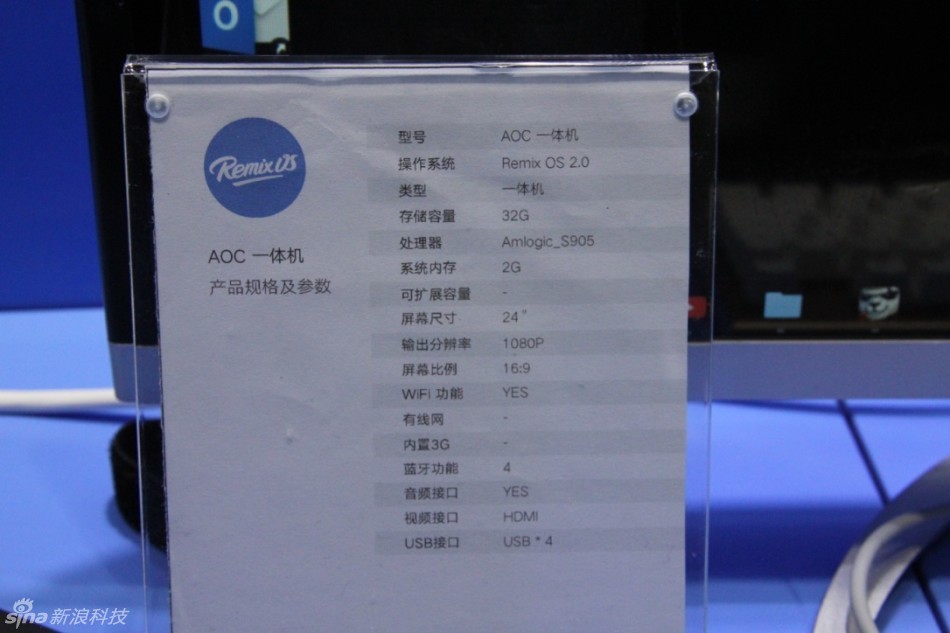 Remix OS
AOC 一体机
产品规格及参数
型号 AOC 一体机
操作系统 Remix OS 2.0
类型 一体机
存储容量 32G
处理器 Amlogic_S905
系统内存 2G
可扩展容量 -
屏幕尺寸 24"
输出分辨率 1080P
屏幕比例 16:9
WiFi 功能 YES
有线网 -
内置3G -
蓝牙功能 4
音频接口 YES
视频接口 HDMI
USB接口 USB * 4
sina新浪科技